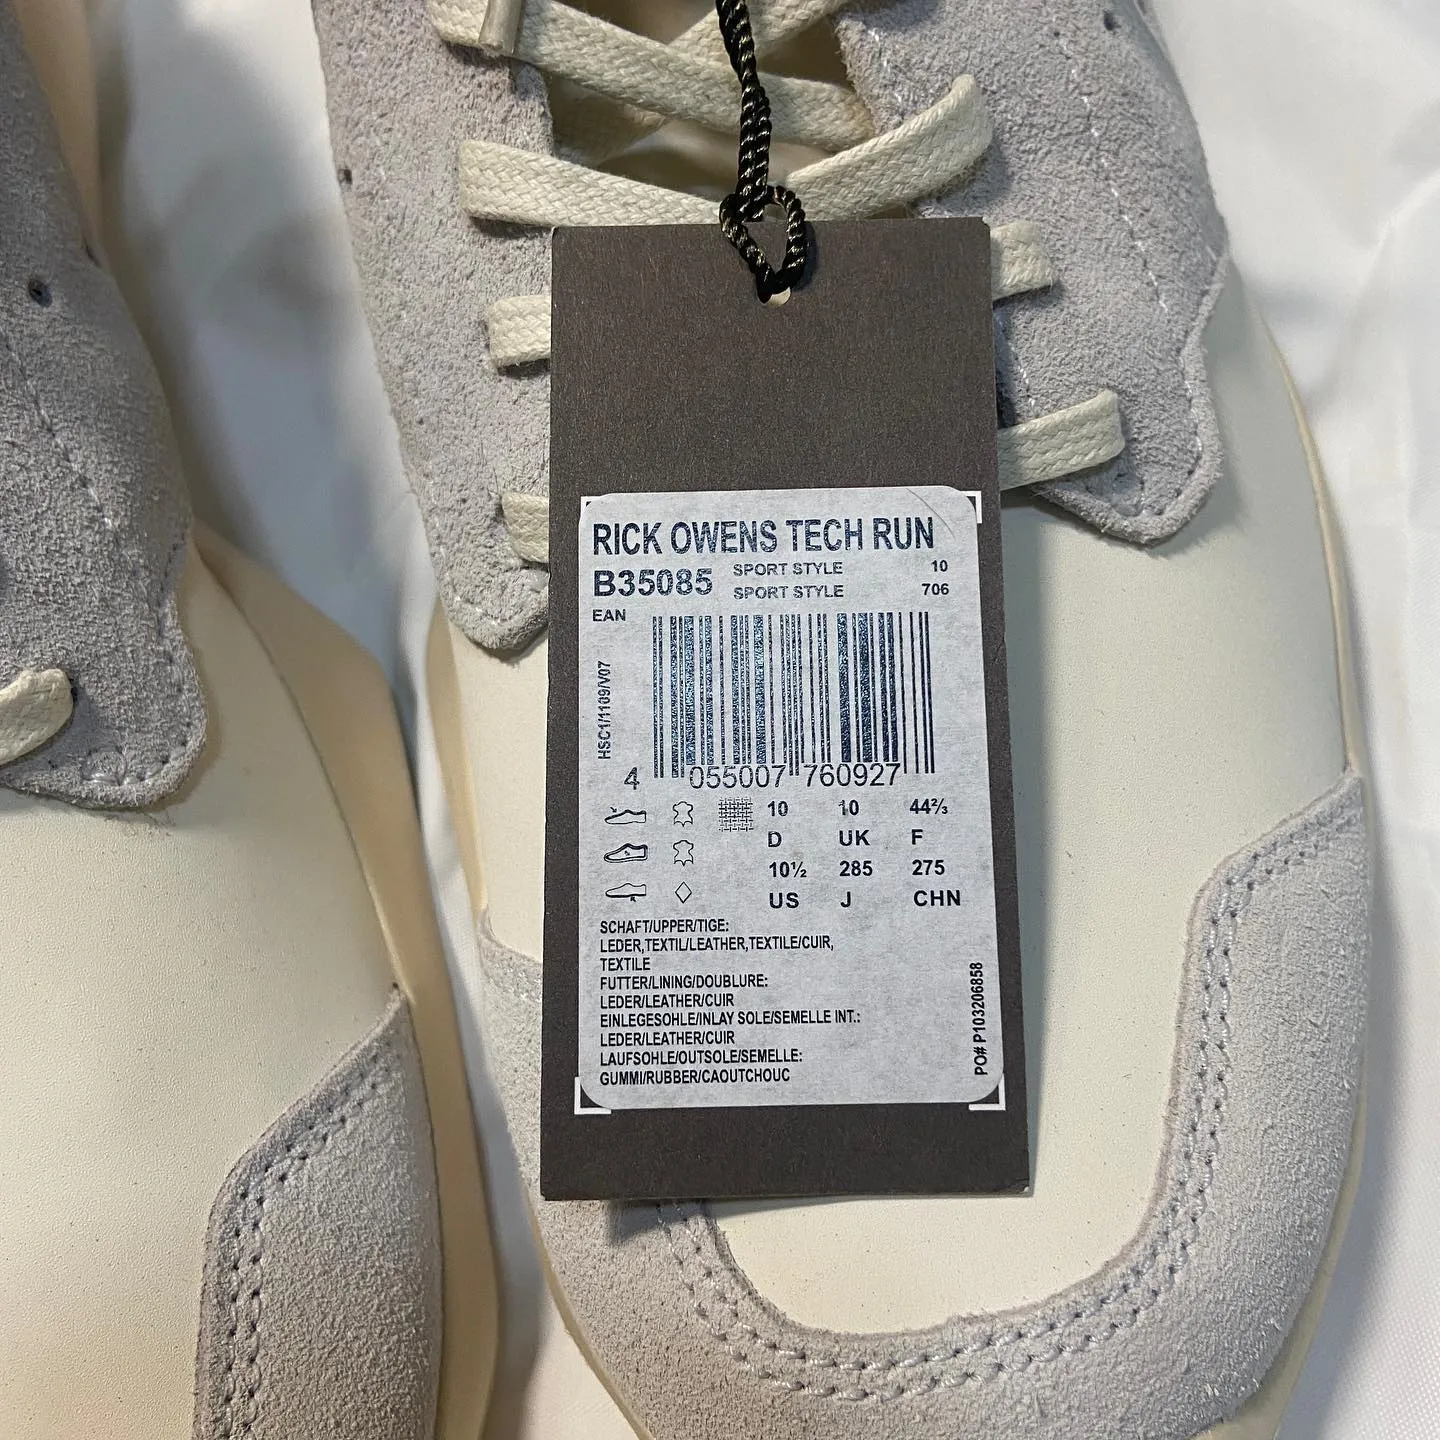 RICK OWENS TECH RUN
B35085 SPORT STYLE 10
SPORT STYLE 706
EAN
HSC1/1109/V07
4 055007 760927
10 10 44⅔
D UK F
10½ 285 275
US J CHN
SCHAFT/UPPER/TIGE:
LEDER,TEXTIL/LEATHER,TEXTILE/CUIR,
TEXTILE
FUTTER/LINING/DOUBLURE:
LEDER/LEATHER/CUIR
EINLEGESOHLE/INLAY SOLE/SEMELLE INT.:
LEDER/LEATHER/CUIR
LAUFSOHLE/OUTSOLE/SEMELLE:
GUMMI/RUBBER/CAOUTCHOUC
PO# P103206858